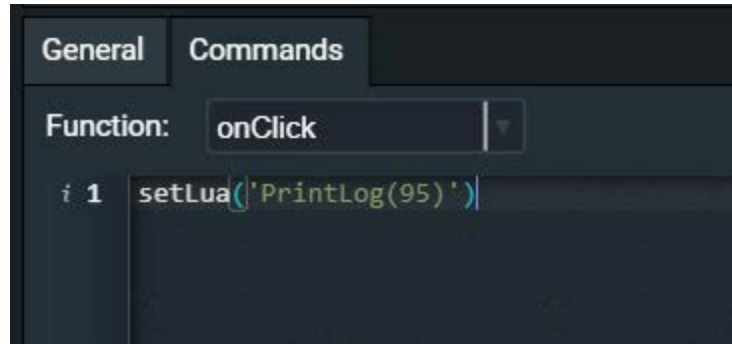 General Commands
Function: onClick
i 1 setLua('PrintLog(95)')